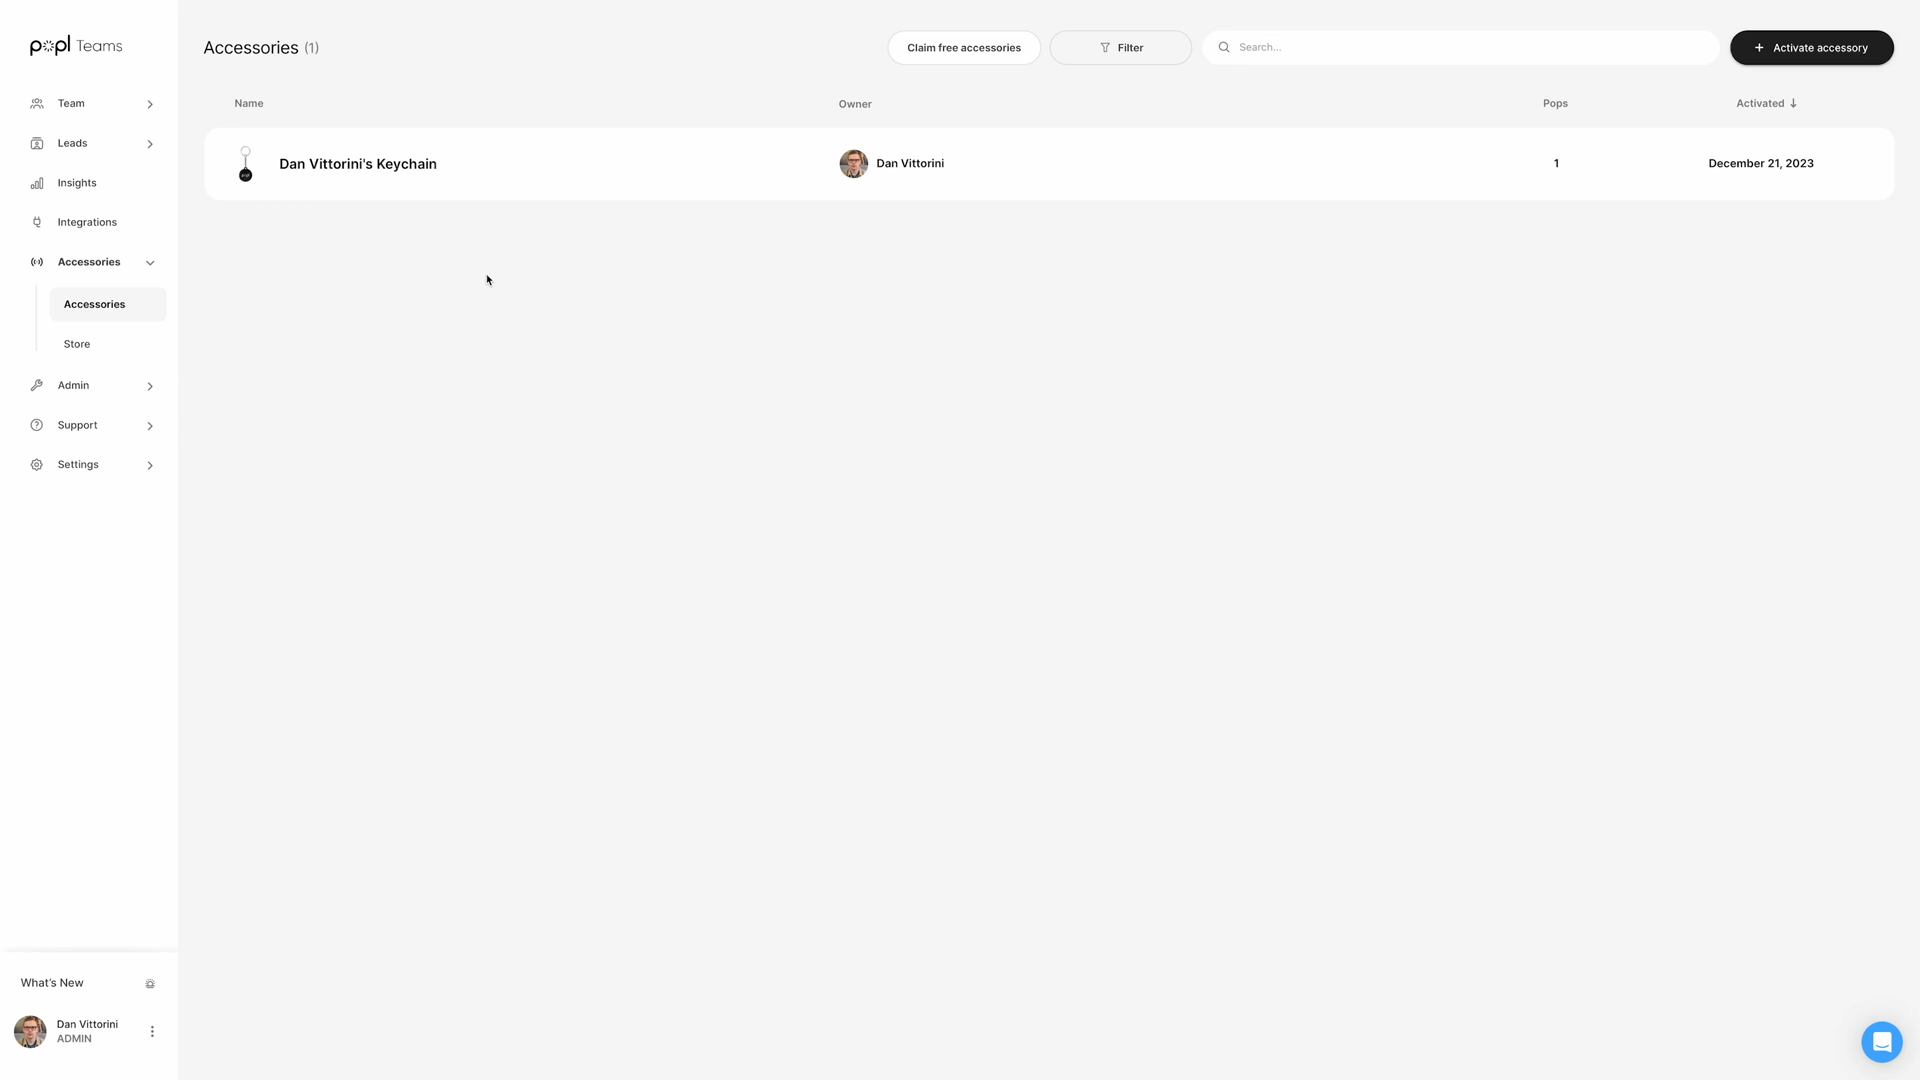 popl Teams
Team
Leads
Insights
Integrations
Accessories
Accessories
Store
Admin
Support
Settings
What's New
Dan Vittorini
ADMIN
Accessories (1)
Claim free accessories
Filter
Search...
+ Activate accessory
Name
Owner
Pops
Activated ↓
Dan Vittorini's Keychain
Dan Vittorini
1
December 21, 2023